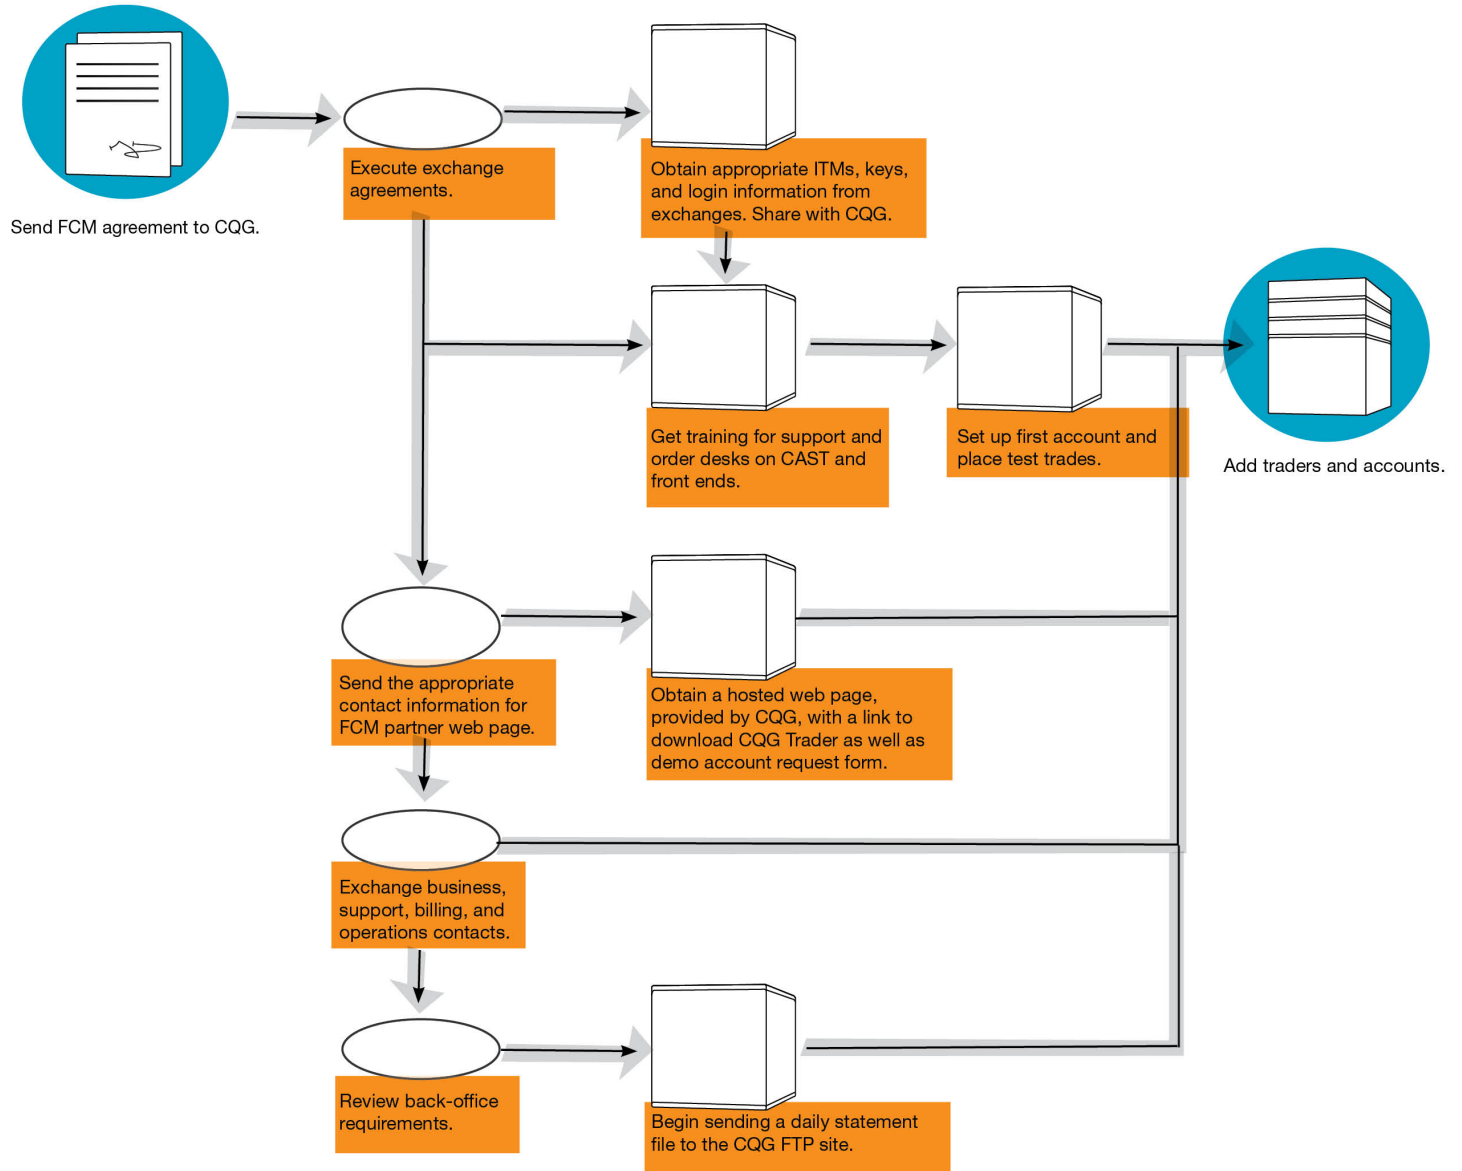 Send FCM agreement to CQG.
Execute exchange
agreements.
Obtain appropriate ITMs, keys,
and login information from
exchanges. Share with CQG.
Get training for support and
order desks on CAST and
front ends.
Set up first account and
place test trades.
Add traders and accounts.
Send the appropriate
contact information for
FCM partner web page.
Obtain a hosted web page,
provided by CQG, with a link to
download CQG Trader as well as
demo account request form.
Exchange business,
support, billing, and
operations contacts.
Review back-office
requirements.
Begin sending a daily statement
file to the CQG FTP site.